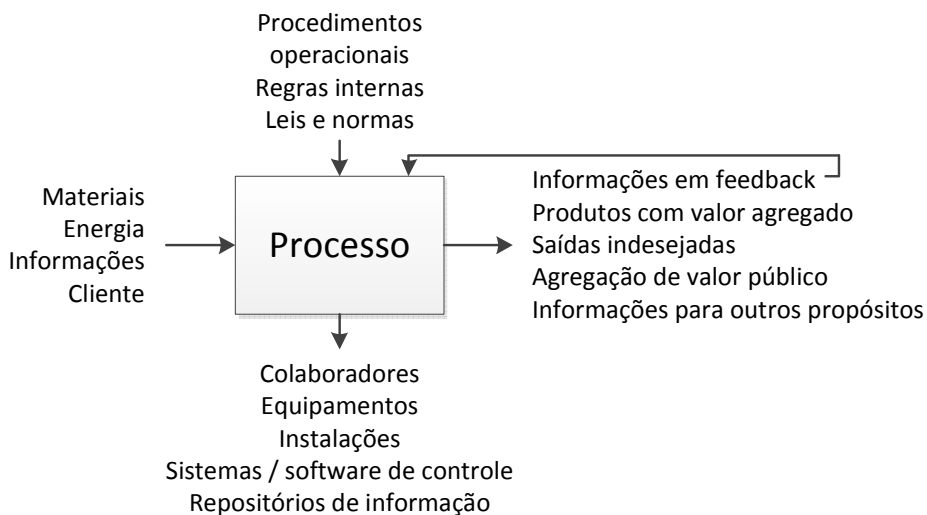 Procedimentos
operacionais
Regras internas
Leis e normas
Materiais
Energia
Informações
Cliente
Processo
Informações em feedback
Produtos com valor agregado
Saídas indesejadas
Agregação de valor público
Informações para outros propósitos
Colaboradores
Equipamentos
Instalações
Sistemas / software de controle
Repositórios de informação